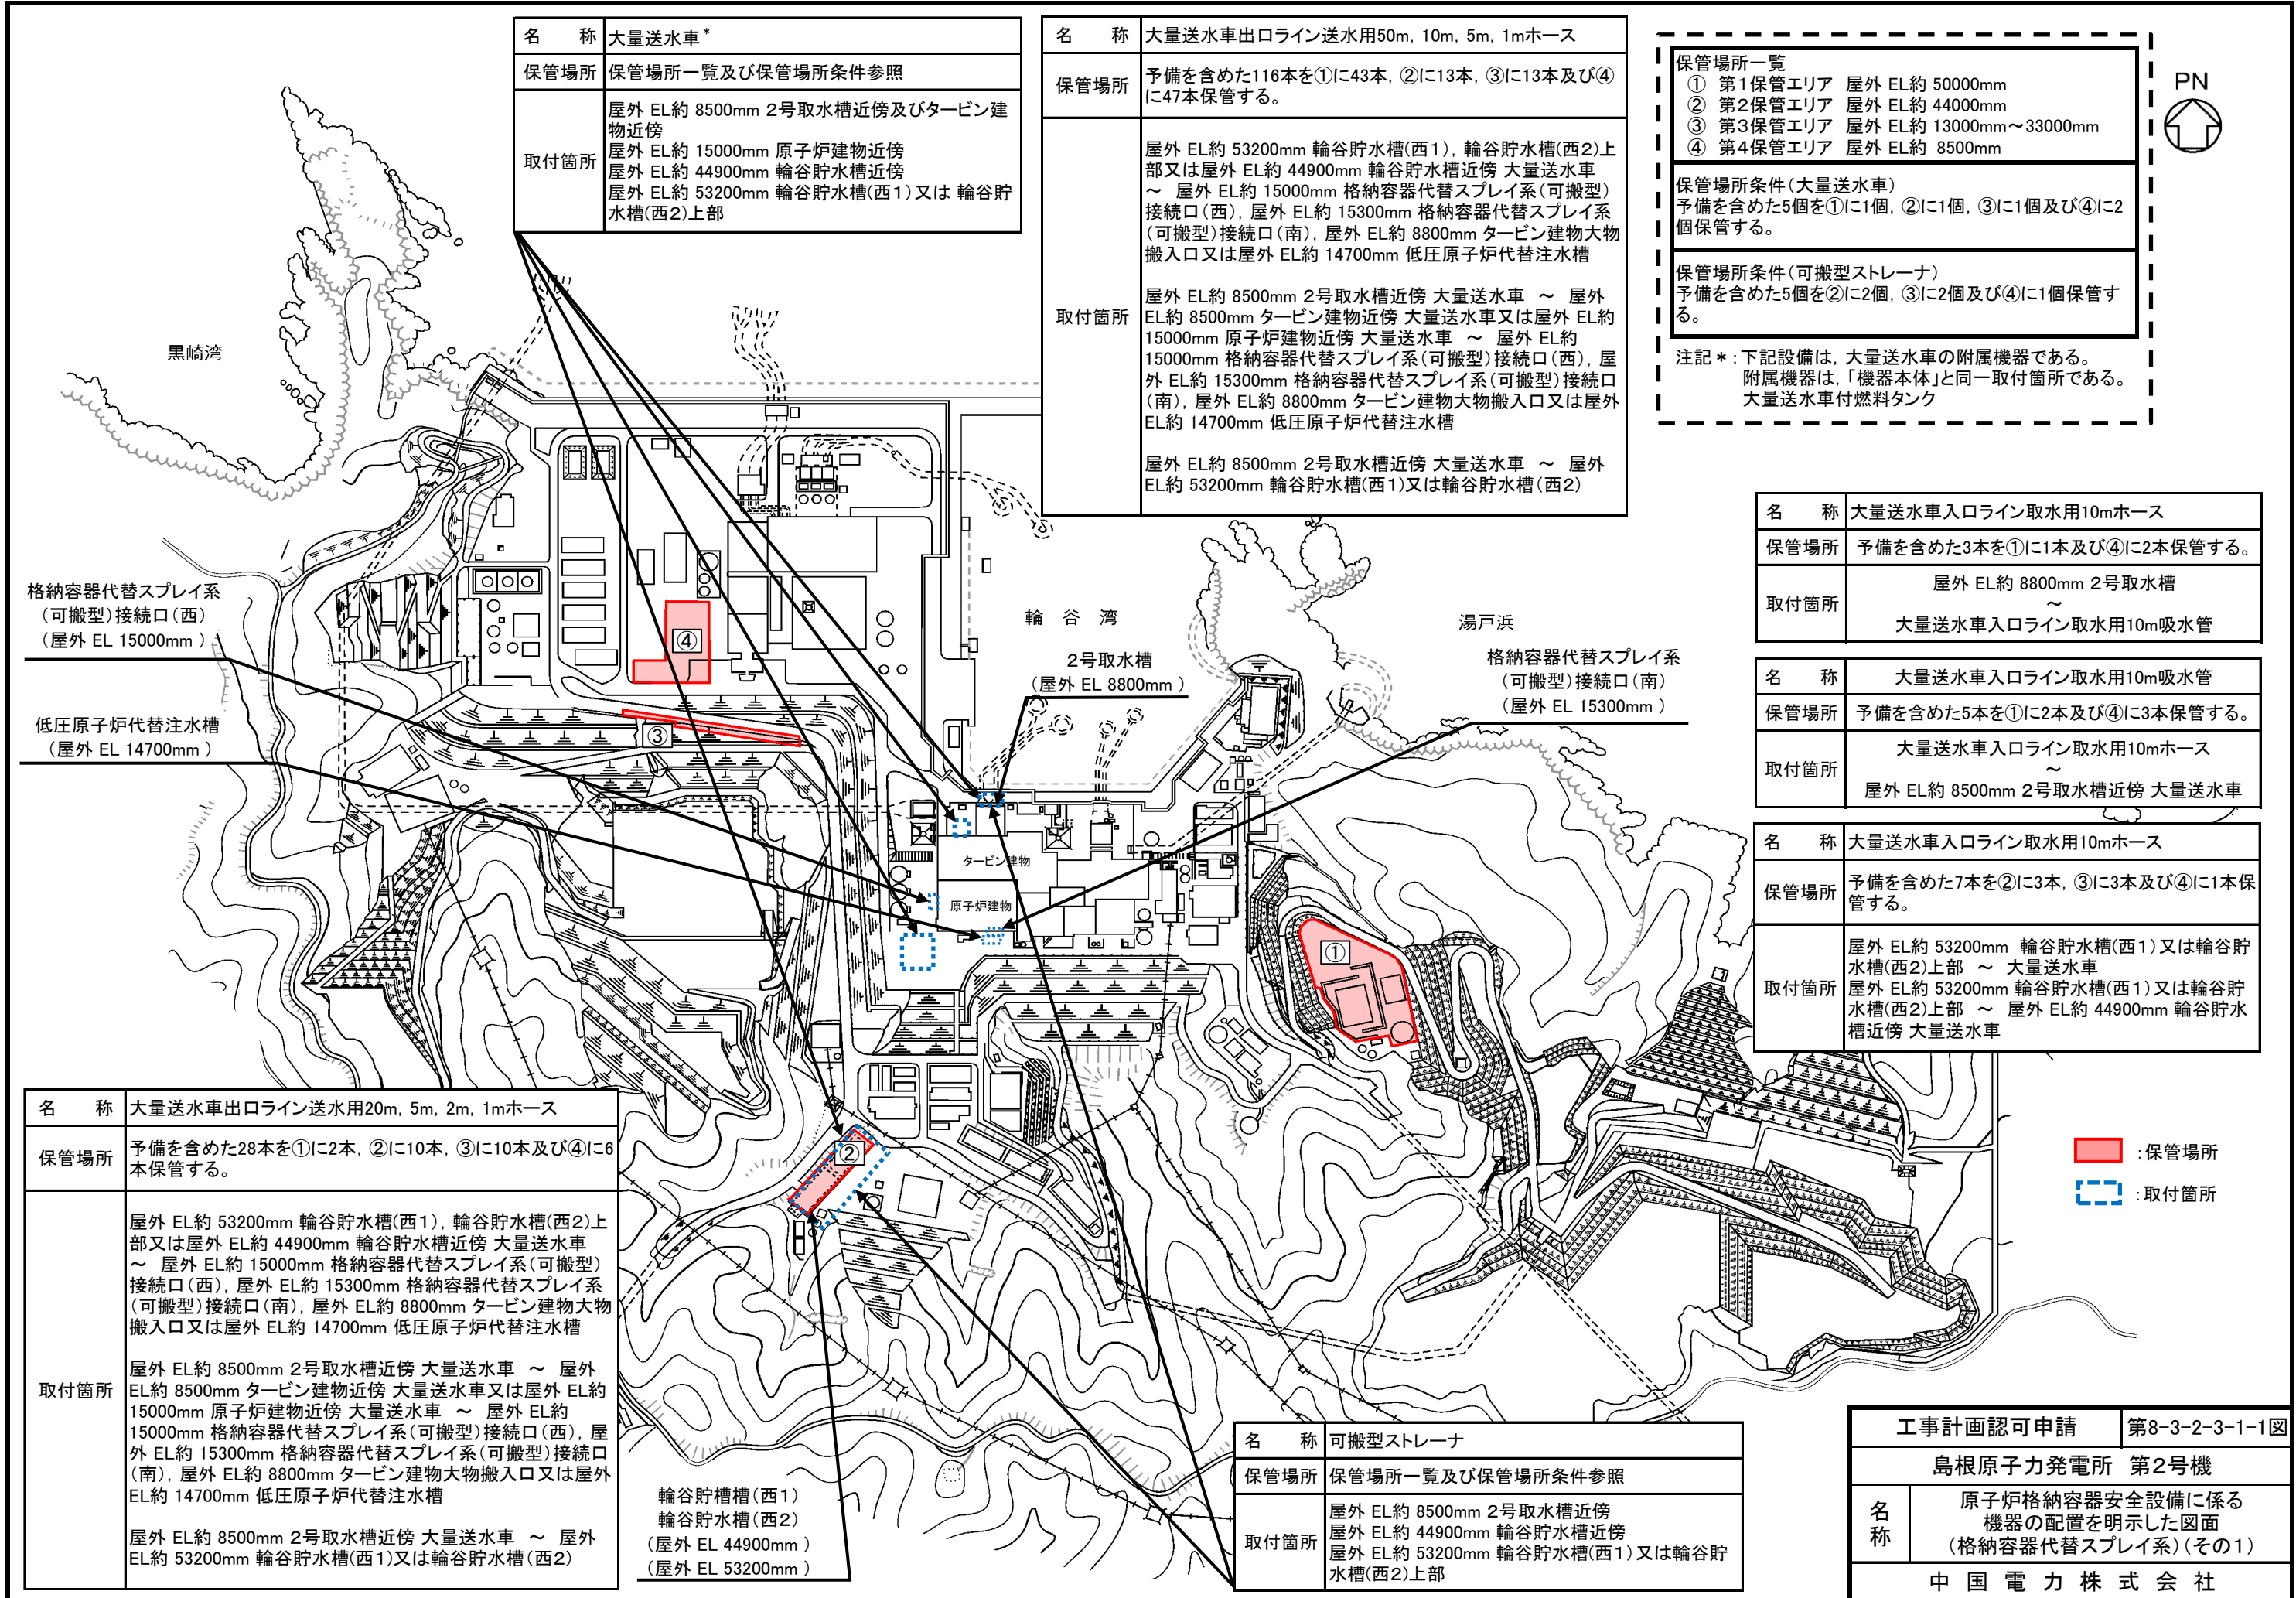 名　称 大量送水車*
保管場所 保管場所一覧及び保管場所条件参照
取付箇所
屋外 EL約 8500mm 2号取水槽近傍及びタービン建
物近傍
屋外 EL約 15000mm 原子炉建物近傍
屋外 EL約 44900mm 輪谷貯水槽近傍
屋外 EL約 53200mm 輪谷貯水槽(西1)又は 輪谷貯
水槽(西2)上部
名　称 大量送水車出口ライン送水用50m, 10m, 5m, 1mホース
保管場所
予備を含めた116本を①に43本, ②に13本, ③に13本及び④
に47本保管する。
取付箇所
屋外 EL約 53200mm 輪谷貯水槽(西1), 輪谷貯水槽(西2)上
部又は屋外 EL約 44900mm 輪谷貯水槽近傍 大量送水車
～ 屋外 EL約 15000mm 格納容器代替スプレイ系(可搬型)
接続口(西), 屋外 EL約 15300mm 格納容器代替スプレイ系
(可搬型)接続口(南), 屋外 EL約 8800mm タービン建物大物
搬入口又は屋外 EL約 14700mm 低圧原子炉代替注水槽
屋外 EL約 8500mm 2号取水槽近傍 大量送水車 ～ 屋外
EL約 8500mm タービン建物近傍 大量送水車又は屋外 EL約
15000mm 原子炉建物近傍 大量送水車 ～ 屋外 EL約
15000mm 格納容器代替スプレイ系(可搬型)接続口(西), 屋
外 EL約 15300mm 格納容器代替スプレイ系(可搬型)接続口
(南), 屋外 EL約 8800mm タービン建物大物搬入口又は屋外
EL約 14700mm 低圧原子炉代替注水槽
屋外 EL約 8500mm 2号取水槽近傍 大量送水車 ～ 屋外
EL約 53200mm 輪谷貯水槽(西1)又は輪谷貯水槽(西2)
保管場所一覧
① 第1保管エリア 屋外 EL約 50000mm
② 第2保管エリア 屋外 EL約 44000mm
③ 第3保管エリア 屋外 EL約 13000mm～33000mm
④ 第4保管エリア 屋外 EL約 8500mm
保管場所条件(大量送水車)
予備を含めた5個を①に1個, ②に1個, ③に1個及び④に2
個保管する。
保管場所条件(可搬型ストレーナ)
予備を含めた5個を②に2個, ③に2個及び④に1個保管す
る。
注記*：下記設備は, 大量送水車の附属機器である。
附属機器は,「機器本体」と同一取付箇所である。
大量送水車付燃料タンク
PN
名　称 大量送水車入口ライン取水用10mホース
保管場所 予備を含めた3本を①に1本及び④に2本保管する。
取付箇所
屋外 EL約 8800mm 2号取水槽
～
大量送水車入口ライン取水用10m吸水管
名　称 大量送水車入口ライン取水用10m吸水管
保管場所 予備を含めた5本を①に2本及び④に3本保管する。
取付箇所
大量送水車入口ライン取水用10mホース
～
屋外 EL約 8500mm 2号取水槽近傍 大量送水車
名　称 大量送水車入口ライン取水用10mホース
保管場所
予備を含めた7本を②に3本, ③に3本及び④に1本保
管する。
取付箇所
屋外 EL約 53200mm 輪谷貯水槽(西1)又は輪谷貯
水槽(西2)上部 ～ 大量送水車
屋外 EL約 53200mm 輪谷貯水槽(西1)又は輪谷貯
水槽(西2)上部 ～ 屋外 EL約 44900mm 輪谷貯水
槽近傍 大量送水車
黒崎湾
格納容器代替スプレイ系
(可搬型)接続口(西)
(屋外 EL 15000mm )
低圧原子炉代替注水槽
(屋外 EL 14700mm )
輪 谷 湾
2号取水槽
(屋外 EL 8800mm )
湯戸浜
格納容器代替スプレイ系
(可搬型)接続口(南)
(屋外 EL 15300mm )
④
③
タービン建物
原子炉建物
①
②
名　称 大量送水車出口ライン送水用20m, 5m, 2m, 1mホース
保管場所
予備を含めた28本を①に2本, ②に10本, ③に10本及び④に6
本保管する。
取付箇所
屋外 EL約 53200mm 輪谷貯水槽(西1), 輪谷貯水槽(西2)上
部又は屋外 EL約 44900mm 輪谷貯水槽近傍 大量送水車
～ 屋外 EL約 15000mm 格納容器代替スプレイ系(可搬型)
接続口(西), 屋外 EL約 15300mm 格納容器代替スプレイ系
(可搬型)接続口(南), 屋外 EL約 8800mm タービン建物大物
搬入口又は屋外 EL約 14700mm 低圧原子炉代替注水槽
屋外 EL約 8500mm 2号取水槽近傍 大量送水車 ～ 屋外
EL約 8500mm タービン建物近傍 大量送水車又は屋外 EL約
15000mm 原子炉建物近傍 大量送水車 ～ 屋外 EL約
15000mm 格納容器代替スプレイ系(可搬型)接続口(西), 屋
外 EL約 15300mm 格納容器代替スプレイ系(可搬型)接続口
(南), 屋外 EL約 8800mm タービン建物大物搬入口又は屋外
EL約 14700mm 低圧原子炉代替注水槽
屋外 EL約 8500mm 2号取水槽近傍 大量送水車 ～ 屋外
EL約 53200mm 輪谷貯水槽(西1)又は輪谷貯水槽(西2)
輪谷貯槽槽(西1)
輪谷貯水槽(西2)
(屋外 EL 44900mm )
(屋外 EL 53200mm )
名　称 可搬型ストレーナ
保管場所 保管場所一覧及び保管場所条件参照
取付箇所
屋外 EL約 8500mm 2号取水槽近傍
屋外 EL約 44900mm 輪谷貯水槽近傍
屋外 EL約 53200mm 輪谷貯水槽(西1)又は輪谷貯
水槽(西2)上部
:保管場所
:取付箇所
工事計画認可申請 第8-3-2-3-1-1図
島根原子力発電所 第2号機
名称
原子炉格納容器安全設備に係る
機器の配置を明示した図面
(格納容器代替スプレイ系)(その1)
中 国 電 力 株 式 会 社